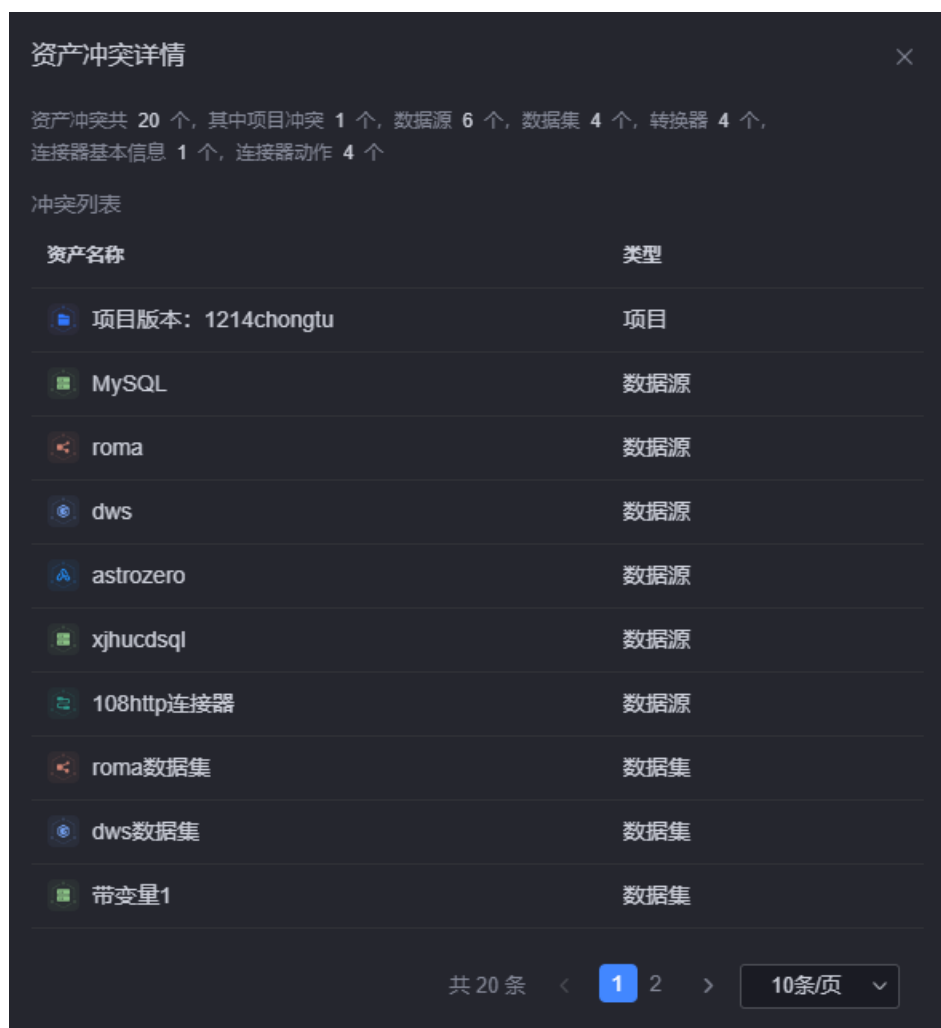 资产冲突详情
资产冲突共 20 个, 其中项目冲突 1 个, 数据源 6 个, 数据集 4 个, 转换器 4 个,
连接器基本信息 1 个, 连接器动作 4 个
冲突列表
资产名称 类型
项目版本：1214chongtu 项目
MySQL 数据源
roma 数据源
dws 数据源
astrozero 数据源
xjhucdsql 数据源
108http连接器 数据源
roma数据集 数据集
dws数据集 数据集
带变量1 数据集
共 20 条 1 2 10条/页